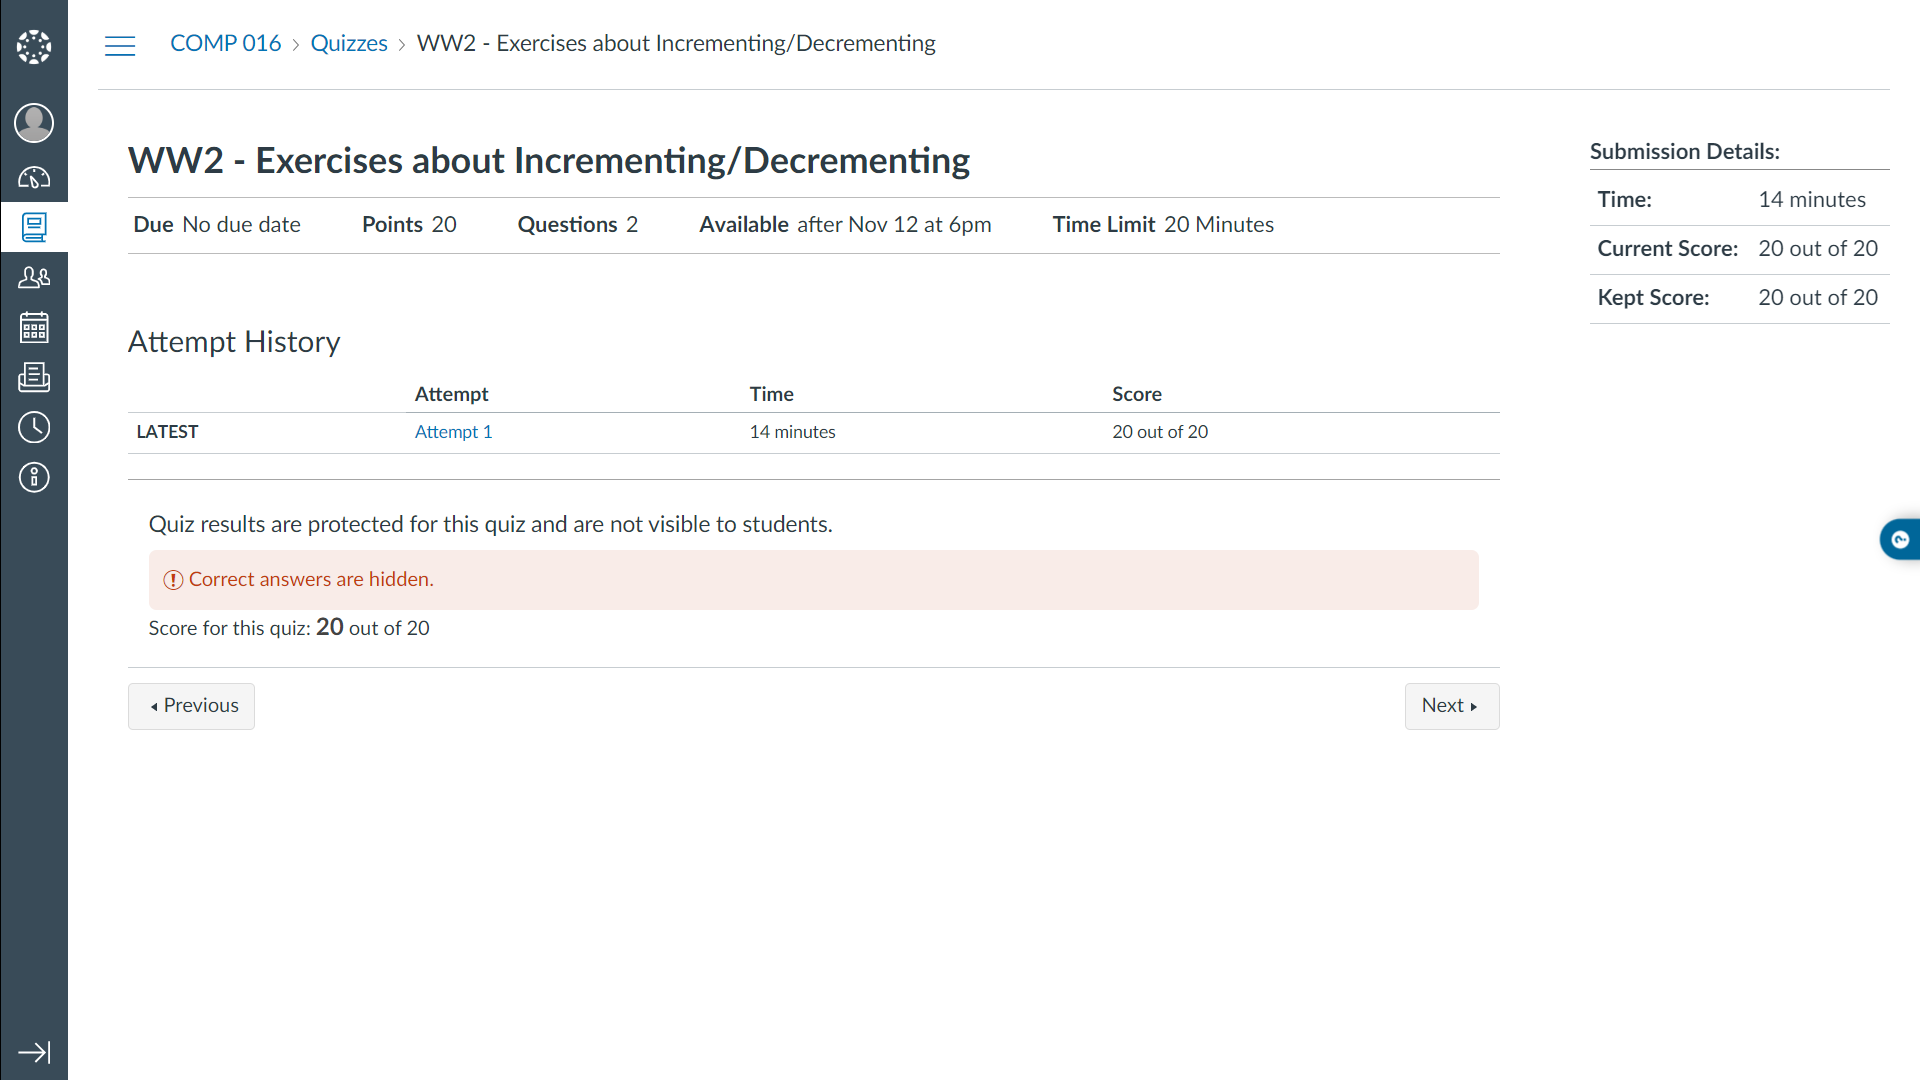 COMP 016 › Quizzes › WW2 - Exercises about Incrementing/Decrementing
WW2 - Exercises about Incrementing/Decrementing
Due No due date Points 20 Questions 2 Available after Nov 12 at 6pm Time Limit 20 Minutes
Attempt History
Attempt Time Score
LATEST Attempt 1 14 minutes 20 out of 20
Quiz results are protected for this quiz and are not visible to students.
Correct answers are hidden.
Score for this quiz: 20 out of 20
Previous
Next
Submission Details:
Time: 14 minutes
Current Score: 20 out of 20
Kept Score: 20 out of 20